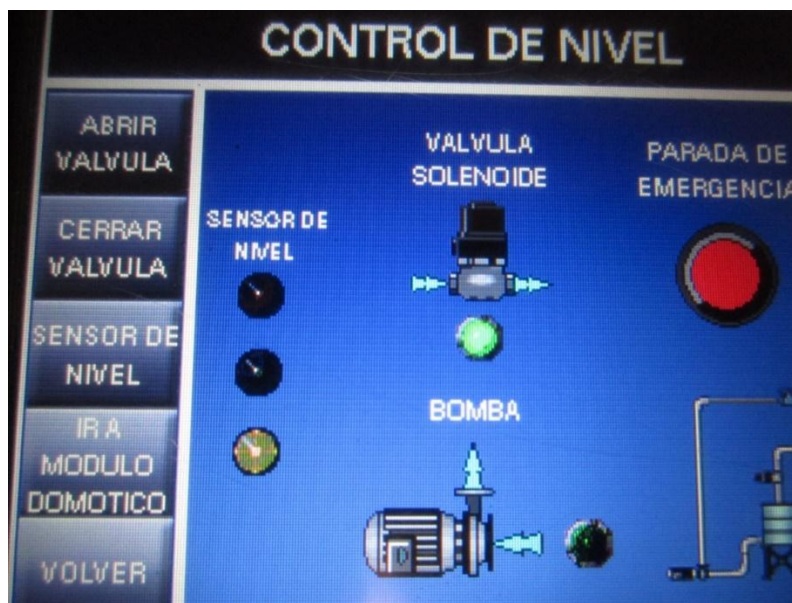 CONTROL DE NIVEL
ABRIR
VALVULA
CERRAR
VALVULA
SENSOR DE
NIVEL
IR A
MODULO
DOMOTICO
VOLVER
SENSOR DE
NIVEL
VALVULA
SOLENOIDE
PARADA DE
EMERGENCIA
BOMBA